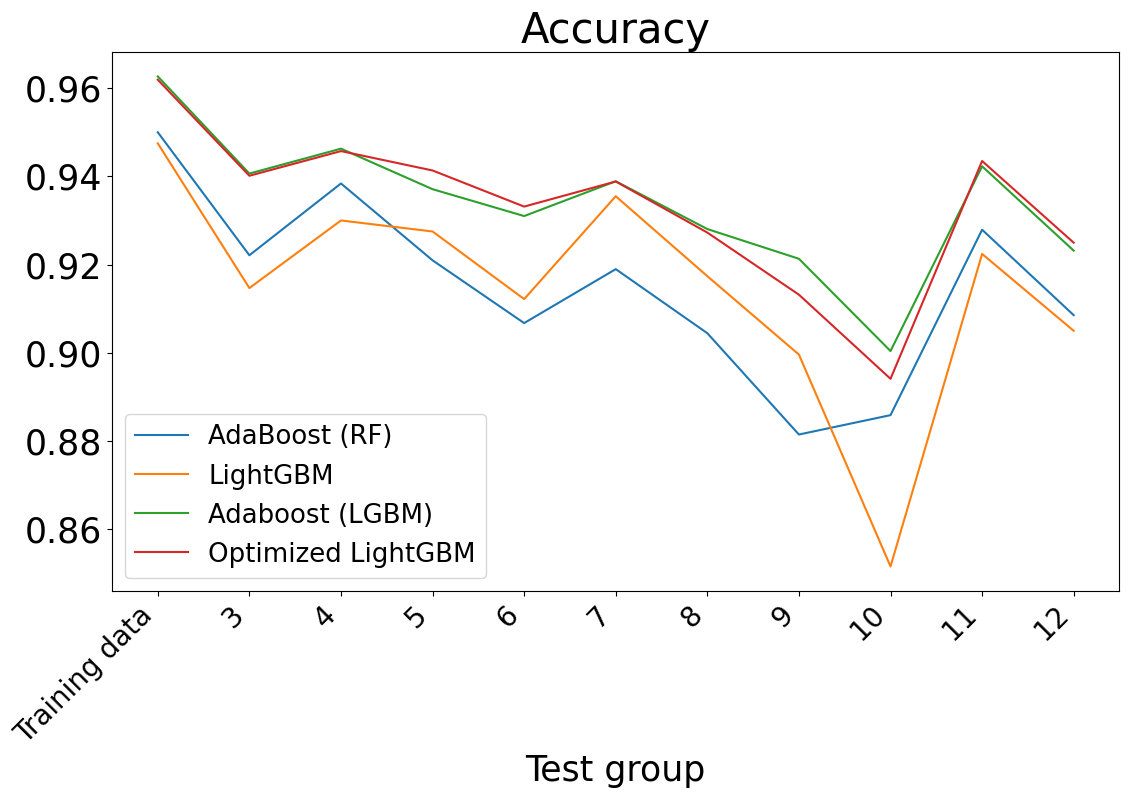 Accuracy
0.96
0.94
0.92
0.90
0.88
0.86
AdaBoost (RF)
LightGBM
Adaboost (LGBM)
Optimized LightGBM
Training data
3
4
5
6
7
8
9
10
11
12
Test group